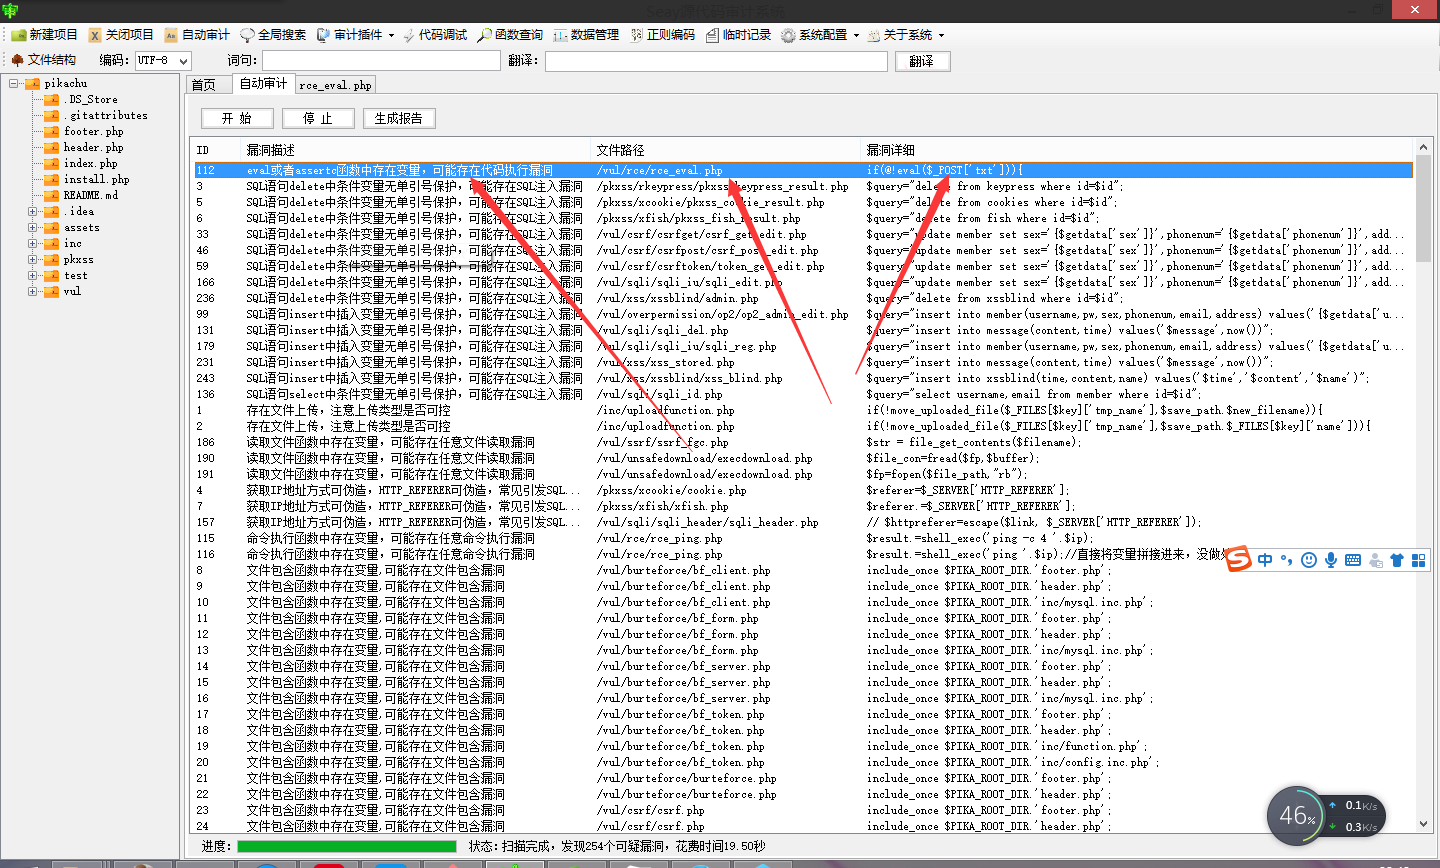 Seay源代码审计系统
新建项目 关闭项目 自动审计 全局搜索 审计插件 代码调试 函数查询 数据管理 正则编码 临时记录 系统配置 关于系统
文件结构 编码: UTF-8 词句: 翻译: 翻译
首页 自动审计 rce_eval.php
pikachu
.DS_Store
.gitattributes
footer.php
header.php
index.php
install.php
README.md
.idea
assets
inc
pkxss
test
vul
开 始 停 止 生成报告
ID 漏洞描述 文件路径 漏洞详细
112 eval或者assertc函数中存在变量，可能存在代码执行漏洞 /vul/rce/rce_eval.php if(@!eval($_POST['txt'])){
3 SQL语句delete中条件变量无单引号保护，可能存在SQL注入漏洞 /pkxss/rkeypress/pkxss_keypress_result.php $query="delete from keypress where id=$id";
5 SQL语句delete中条件变量无单引号保护，可能存在SQL注入漏洞 /pkxss/xcookie/pkxss_cookie_result.php $query="delete from cookies where id=$id";
6 SQL语句delete中条件变量无单引号保护，可能存在SQL注入漏洞 /pkxss/xfish/pkxss_fish_result.php $query="delete from fish where id=$id";
33 SQL语句delete中条件变量无单引号保护，可能存在SQL注入漏洞 /vul/csrf/csrfget/csrf_get_edit.php $query="update member set sex='{$getdata['sex']}',phonenum='{$getdata['phonenum']}',add...
46 SQL语句delete中条件变量无单引号保护，可能存在SQL注入漏洞 /vul/csrf/csrfpost/csrf_post_edit.php $query="update member set sex='{$getdata['sex']}',phonenum='{$getdata['phonenum']}',add...
59 SQL语句delete中条件变量无单引号保护，可能存在SQL注入漏洞 /vul/csrf/csrftoken/token_get_edit.php $query="update member set sex='{$getdata['sex']}',phonenum='{$getdata['phonenum']}',add...
166 SQL语句delete中条件变量无单引号保护，可能存在SQL注入漏洞 /vul/sqli/sqli_iu/sqli_edit.php $query="update member set sex='{$getdata['sex']}',phonenum='{$getdata['phonenum']}',add...
236 SQL语句delete中条件变量无单引号保护，可能存在SQL注入漏洞 /vul/xss/xssblind/admin.php $query="delete from xssblind where id=$id";
99 SQL语句insert中插入变量无单引号保护，可能存在SQL注入漏洞 /vul/overpermission/op2/op2_admin_edit.php $query="insert into member(username,pw,sex,phonenum,email,address) values('{$getdata['u...
131 SQL语句insert中插入变量无单引号保护，可能存在SQL注入漏洞 /vul/sqli/sqli_del.php $query="insert into message(content,time) values('$message',now())";
179 SQL语句insert中插入变量无单引号保护，可能存在SQL注入漏洞 /vul/sqli/sqli_iu/sqli_reg.php $query="insert into member(username,pw,sex,phonenum,email,address) values('{$getdata['u...
231 SQL语句insert中插入变量无单引号保护，可能存在SQL注入漏洞 /vul/xss/xss_stored.php $query="insert into message(content,time) values('$message',now())";
243 SQL语句insert中插入变量无单引号保护，可能存在SQL注入漏洞 /vul/xss/xssblind/xss_blind.php $query="insert into xssblind(time,content,name) values('$time','$content','$name')";
136 SQL语句select中条件变量无单引号保护，可能存在SQL注入漏洞 /vul/sqli/sqli_id.php $query="select username,email from member where id=$id";
1 存在文件上传，注意上传类型是否可控 /inc/uploadfunction.php if(!move_uploaded_file($_FILES[$key]['tmp_name'],$save_path.$new_filename)){
2 存在文件上传，注意上传类型是否可控 /inc/uploadfunction.php if(!move_uploaded_file($_FILES[$key]['tmp_name'],$save_path.$_FILES[$key]['name'])){
186 读取文件函数中存在变量，可能存在任意文件读取漏洞 /vul/ssrf/ssrf_fgc.php $str = file_get_contents($filename);
190 读取文件函数中存在变量，可能存在任意文件读取漏洞 /vul/unsafedownload/execdownload.php $file_con=fread($fp,$buffer);
191 读取文件函数中存在变量，可能存在任意文件读取漏洞 /vul/unsafedownload/execdownload.php $fp=fopen($file_path,"rb");
4 获取IP地址方式可伪造，HTTP_REFERER可伪造，常见引发SQL... /pkxss/xcookie/cookie.php $referer=$_SERVER['HTTP_REFERER'];
7 获取IP地址方式可伪造，HTTP_REFERER可伪造，常见引发SQL... /pkxss/xfish/xfish.php $referer.=$_SERVER['HTTP_REFERER'];
157 获取IP地址方式可伪造，HTTP_REFERER可伪造，常见引发SQL... /vul/sqli/sqli_header/sqli_header.php // $httpreferer=escape($link, $_SERVER['HTTP_REFERER']);
115 命令执行函数中存在变量，可能存在任意命令执行漏洞 /vul/rce/rce_ping.php $result.=shell_exec('ping -c 4 '.$ip);
116 命令执行函数中存在变量，可能存在任意命令执行漏洞 /vul/rce/rce_ping.php $result.=shell_exec('ping '.$ip);//直接将变量拼接进来，没做
中
8 文件包含函数中存在变量,可能存在文件包含漏洞 /vul/burteforce/bf_client.php include_once $PIKA_ROOT_DIR.'footer.php';
9 文件包含函数中存在变量,可能存在文件包含漏洞 /vul/burteforce/bf_client.php include_once $PIKA_ROOT_DIR.'header.php';
10 文件包含函数中存在变量,可能存在文件包含漏洞 /vul/burteforce/bf_client.php include_once $PIKA_ROOT_DIR.'inc/mysql.inc.php';
11 文件包含函数中存在变量,可能存在文件包含漏洞 /vul/burteforce/bf_form.php include_once $PIKA_ROOT_DIR.'footer.php';
12 文件包含函数中存在变量,可能存在文件包含漏洞 /vul/burteforce/bf_form.php include_once $PIKA_ROOT_DIR.'header.php';
13 文件包含函数中存在变量,可能存在文件包含漏洞 /vul/burteforce/bf_form.php include_once $PIKA_ROOT_DIR.'inc/mysql.inc.php';
14 文件包含函数中存在变量,可能存在文件包含漏洞 /vul/burteforce/bf_server.php include_once $PIKA_ROOT_DIR.'footer.php';
15 文件包含函数中存在变量,可能存在文件包含漏洞 /vul/burteforce/bf_server.php include_once $PIKA_ROOT_DIR.'header.php';
16 文件包含函数中存在变量,可能存在文件包含漏洞 /vul/burteforce/bf_server.php include_once $PIKA_ROOT_DIR.'inc/mysql.inc.php';
17 文件包含函数中存在变量,可能存在文件包含漏洞 /vul/burteforce/bf_token.php include_once $PIKA_ROOT_DIR.'footer.php';
18 文件包含函数中存在变量,可能存在文件包含漏洞 /vul/burteforce/bf_token.php include_once $PIKA_ROOT_DIR.'header.php';
19 文件包含函数中存在变量,可能存在文件包含漏洞 /vul/burteforce/bf_token.php include_once $PIKA_ROOT_DIR.'inc/function.php';
20 文件包含函数中存在变量,可能存在文件包含漏洞 /vul/burteforce/bf_token.php include_once $PIKA_ROOT_DIR.'inc/config.inc.php';
21 文件包含函数中存在变量,可能存在文件包含漏洞 /vul/burteforce/burteforce.php include_once $PIKA_ROOT_DIR.'footer.php';
22 文件包含函数中存在变量,可能存在文件包含漏洞 /vul/burteforce/burteforce.php include_once $PIKA_ROOT_DIR.'header.php';
23 文件包含函数中存在变量,可能存在文件包含漏洞 /vul/csrf/csrf.php include_once $PIKA_ROOT_DIR.'footer.php';
24 文件包含函数中存在变量,可能存在文件包含漏洞 /vul/csrf/csrf.php include_once $PIKA_ROOT_DIR.'header.php';
46% 0.1K/s
0.3K/s
进度: 状态:扫描完成，发现254个可疑漏洞，花费时间19.50秒